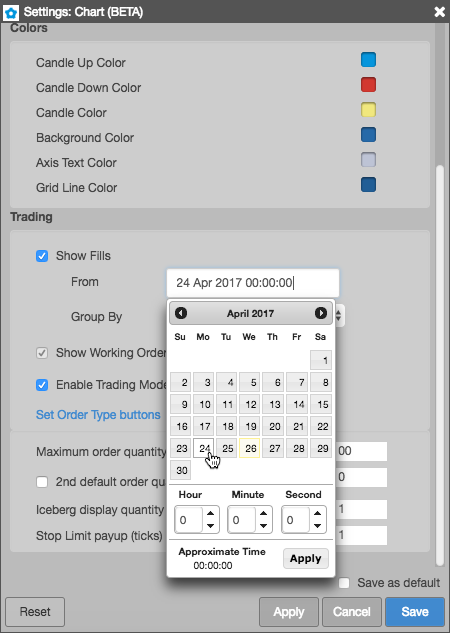 Settings: Chart (BETA)
Colors
Candle Up Color
Candle Down Color
Candle Color
Background Color
Axis Text Color
Grid Line Color
Trading
Show Fills
From
24 Apr 2017 00:00:00
Group By
April 2017
Su Mo Tu We Th Fr Sa
1
2 3 4 5 6 7 8
9 10 11 12 13 14 15
16 17 18 19 20 21 22
23 24 25 26 27 28 29
30
Show Working Order
Enable Trading Mode
Set Order Type buttons
Maximum order quantity
00
2nd default order qu
0
Iceberg display quantity
1
Stop Limit payup (ticks)
1
Hour Minute Second
0 0 0
Approximate Time
00:00:00
Apply
Save as default
Reset
Apply
Cancel
Save